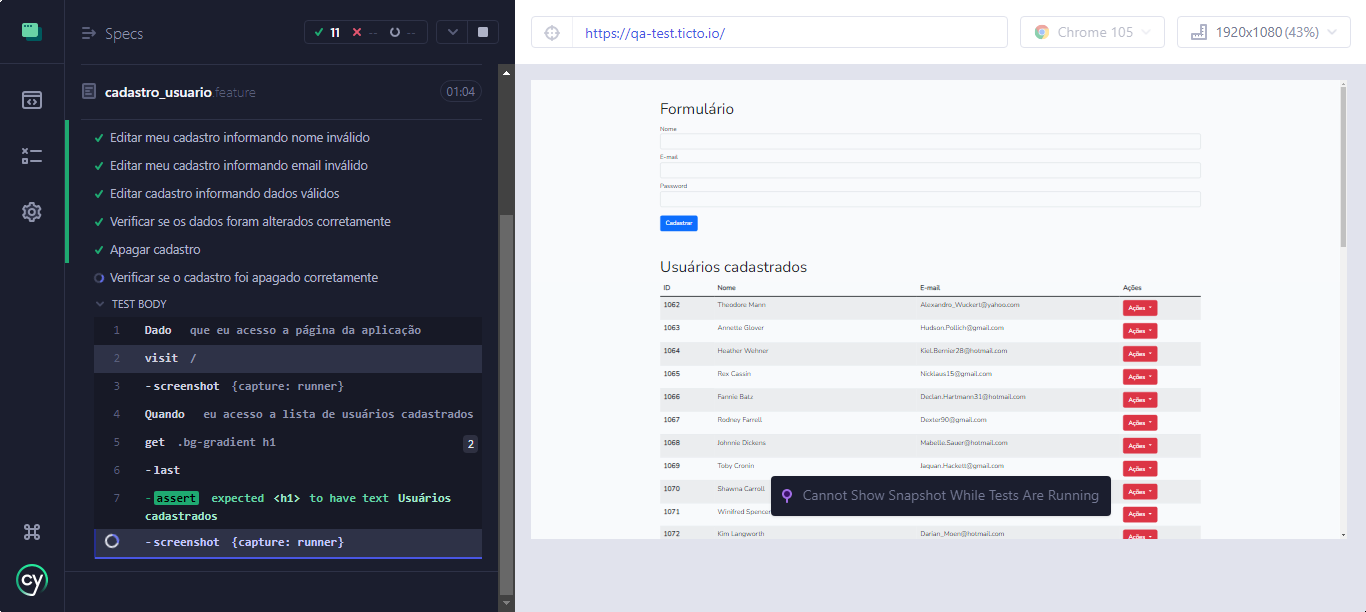 Specs
11 -- --
cadastro_usuario.feature 01:04
Editar meu cadastro informando nome inválido
Editar meu cadastro informando email inválido
Editar cadastro informando dados válidos
Verificar se os dados foram alterados corretamente
Apagar cadastro
Verificar se o cadastro foi apagado corretamente
TEST BODY
1 Dado que eu acesso a página da aplicação
2 visit /
3 -screenshot {capture: runner}
4 Quando eu acesso a lista de usuários cadastrados
5 get .bg-gradient h1 2
6 -last
7 -assert expected <h1> to have text Usuários
cadastrados
-screenshot {capture: runner}
cy
https://qa-test.ticto.io/
Chrome 105
1920x1080 (43%)
Formulário
Nome
E-mail
Password
Cadastrar
Usuários cadastrados
ID Nome E-mail Ações
1062 Theodore Mann Alexandro_Wuckert@yahoo.com Ações
1063 Annette Glover Hudson.Pollich@gmail.com Ações
1064 Heather Wehner Kiel.Bernier28@hotmail.com Ações
1065 Rex Cassin Nicklaus15@gmail.com Ações
1066 Fannie Batz Declan.Hartmann31@hotmail.com Ações
1067 Rodney Farrell Dexter90@gmail.com Ações
1068 Johnnie Dickens Mabelle.Sauer@hotmail.com Ações
1069 Toby Cronin Jaquan.Hackett@gmail.com Ações
1070 Shawna Carroll Ações
1071 Winifred Spencer Ações
1072 Kim Langworth Darian_Moen@hotmail.com Ações
Cannot Show Snapshot While Tests Are Running